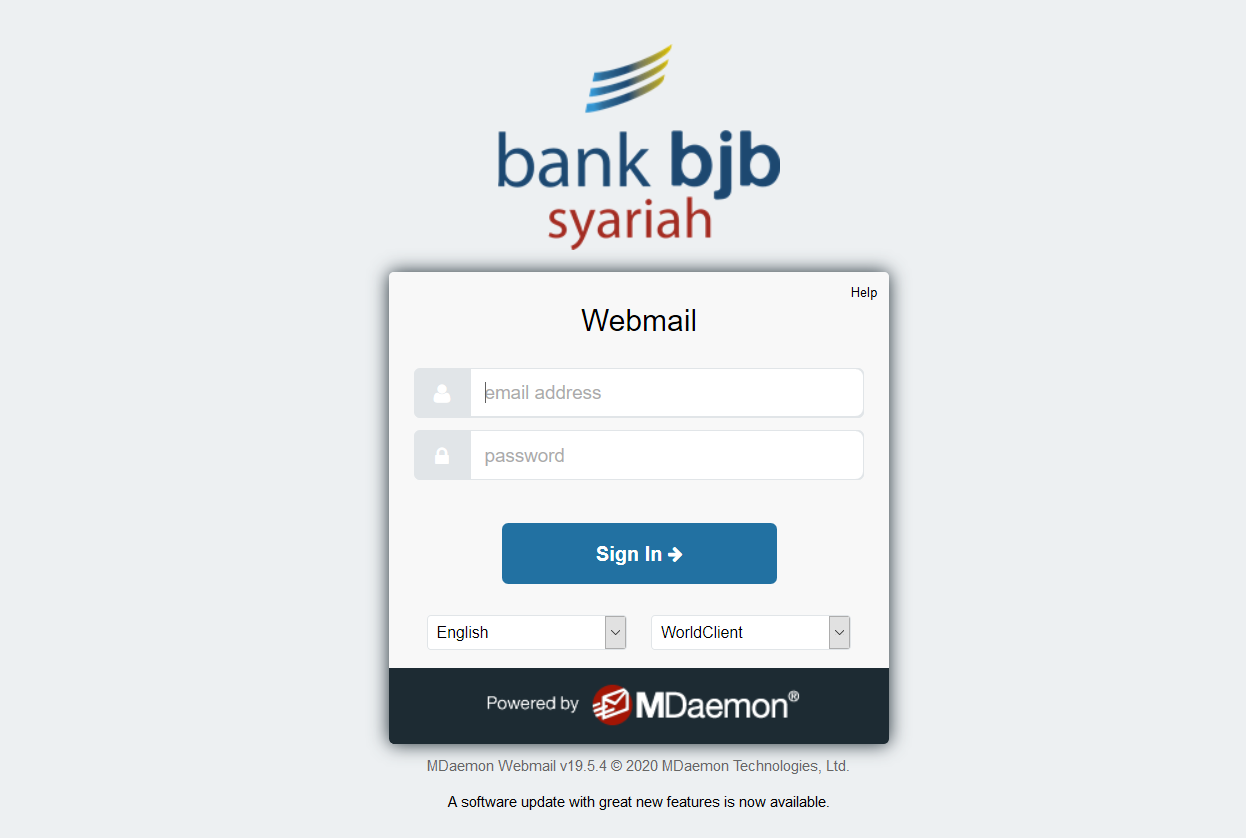 bank bjb
syariah
Help
Webmail
email address
password
Sign In
English
WorldClient
Powered by MDaemon®
MDaemon Webmail v19.5.4 © 2020 MDaemon Technologies, Ltd.
A software update with great new features is now available.